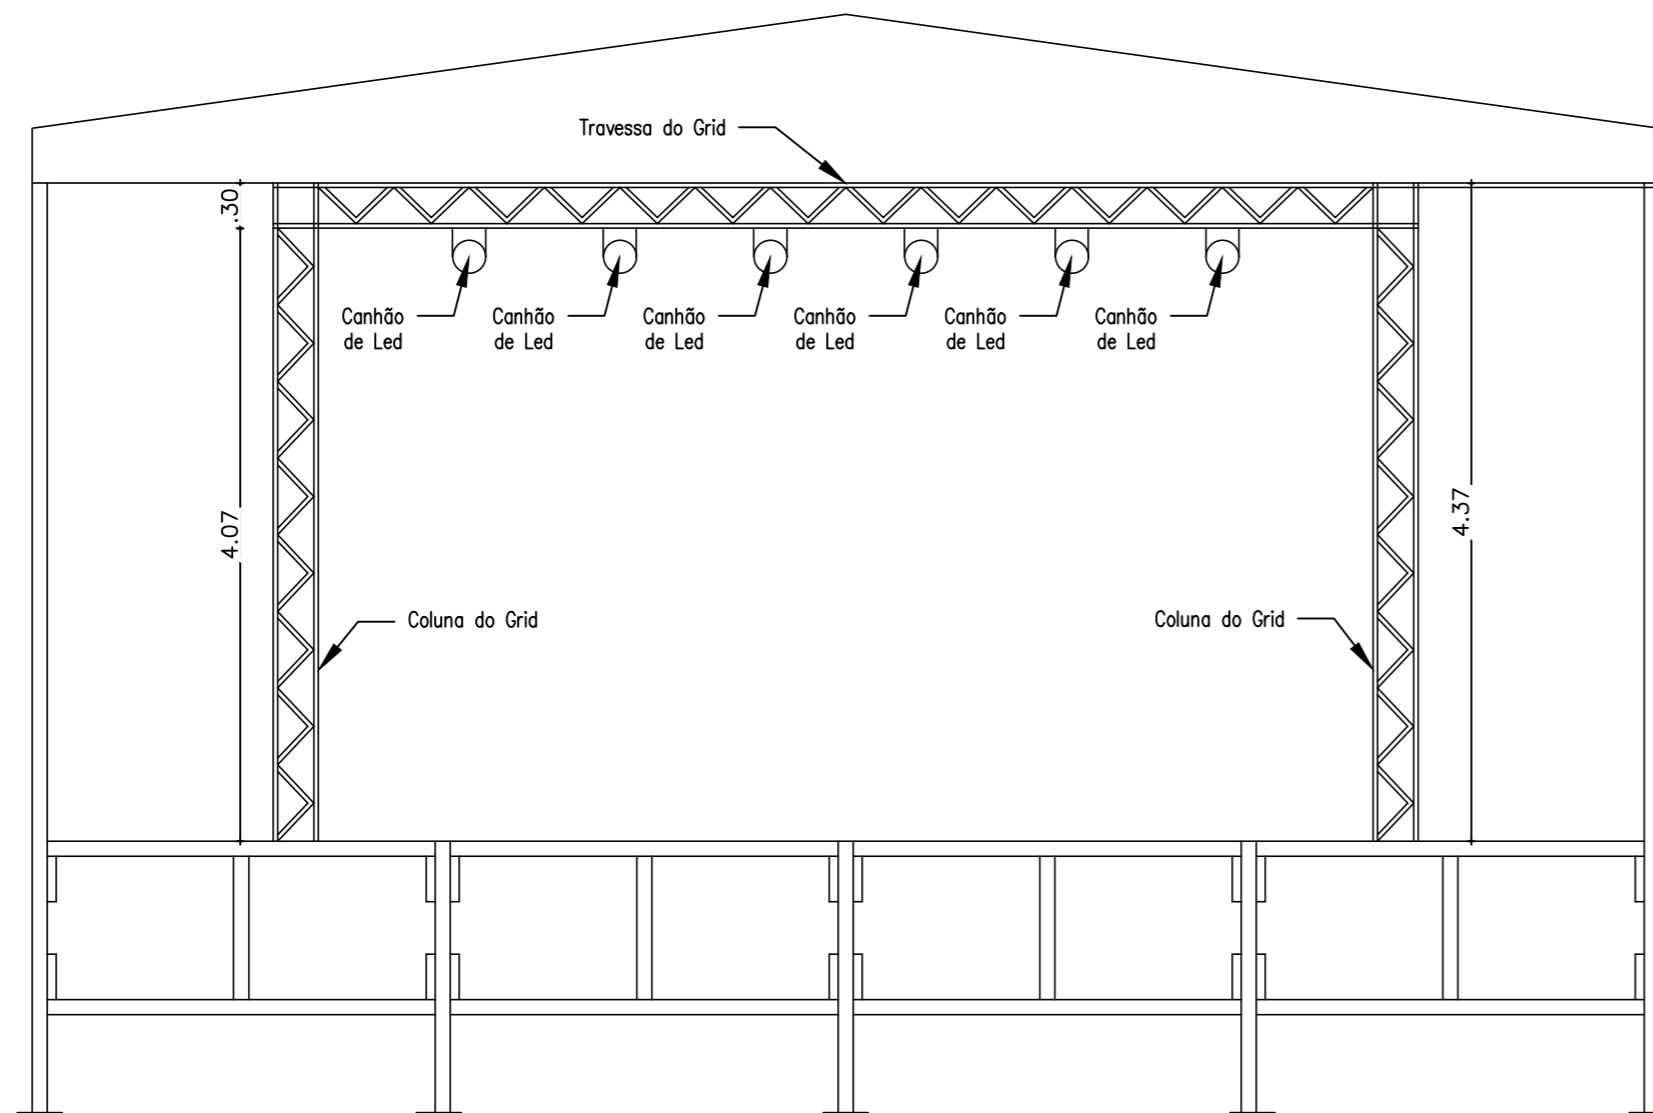 Travessa do Grid
.30
Canhão
de Led
Canhão
de Led
Canhão
de Led
Canhão
de Led
Canhão
de Led
Canhão
de Led
4.07
4.37
Coluna do Grid
Coluna do Grid